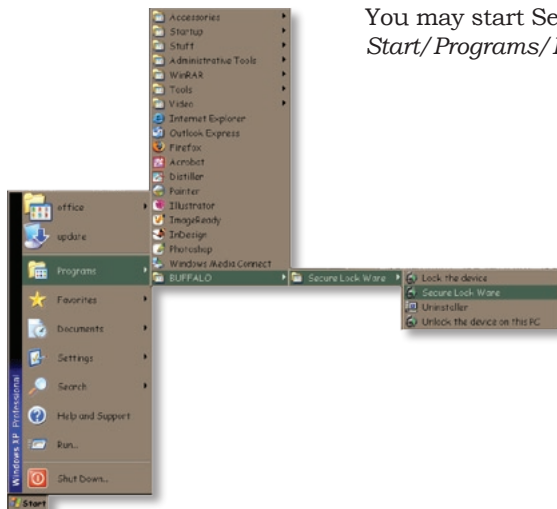 You may start Se
Start/Programs/
Accessories
Startup
Stuff
Administrative Tools
WinRAR
Tools
Video
Internet Explorer
Outlook Express
Firefox
Acrobat
Distiller
Painter
Illustrator
ImageReady
InDesign
Photoshop
Windows Media Connect
BUFFALO
Secure Lock Ware
Lock the device
Secure Lock Ware
Uninstaller
Unlock the device on this PC
office
update
Programs
Favorites
Documents
Settings
Search
Help and Support
Run...
Shut Down...
Windows XP Professional
Start